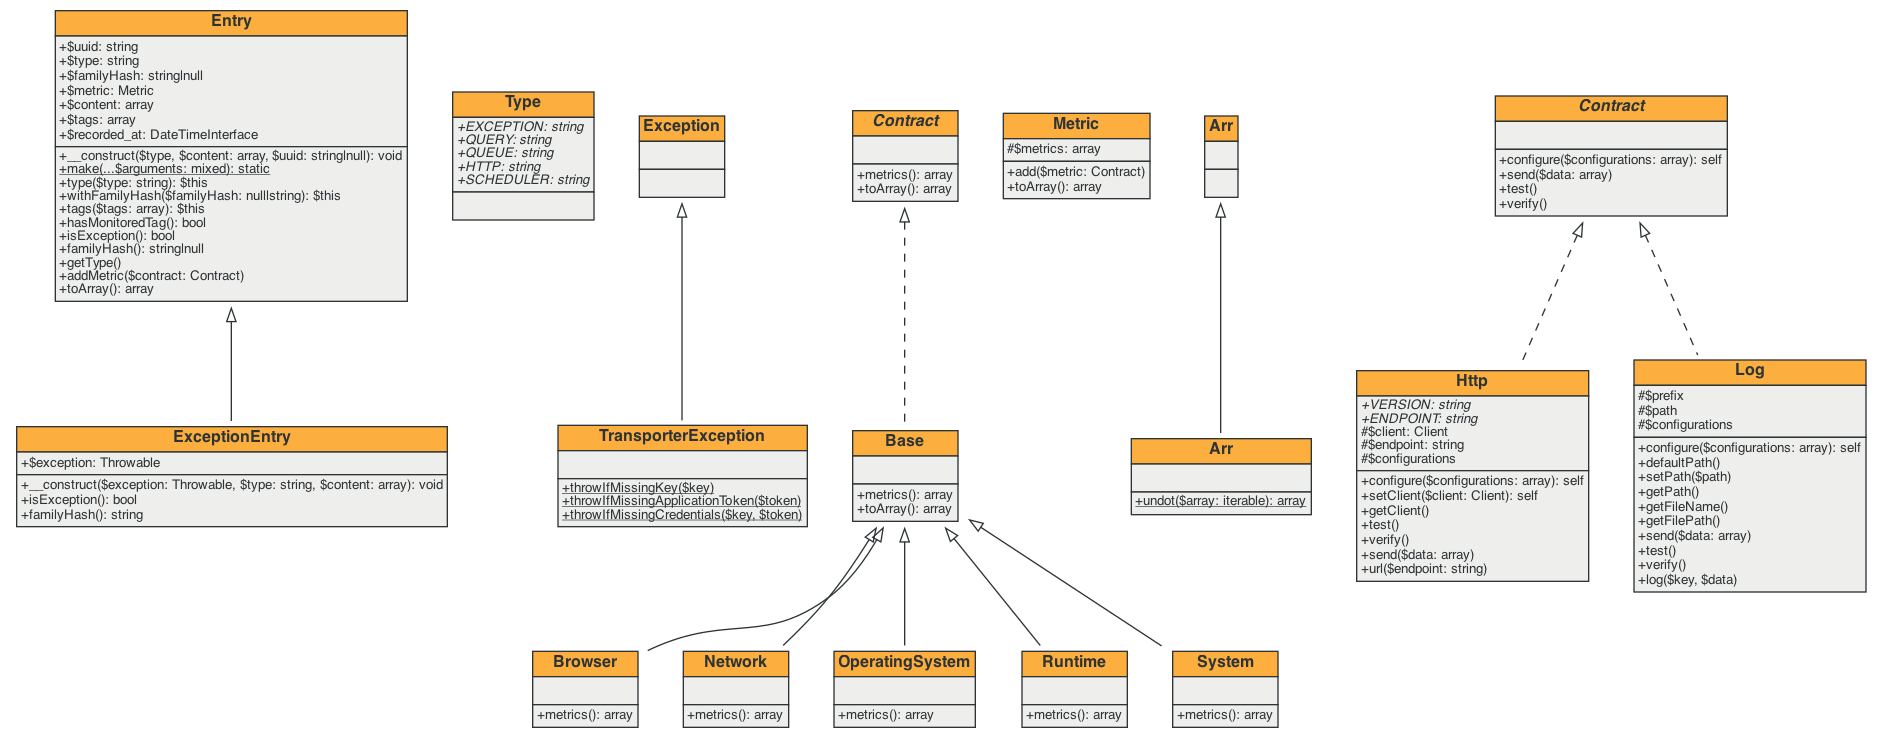 Entry
+$uuid: string
+$type: string
+$familyHash: string|null
+$metric: Metric
+$content: array
+$tags: array
+$recorded_at: DateTimeInterface
+__construct($type, $content: array, $uuid: string|null): void
+make(...$arguments: mixed): static
+type($type: string): $this
+withFamilyHash($familyHash: null|string): $this
+tags($tags: array): $this
+hasMonitoredTag(): bool
+isException(): bool
+familyHash(): string|null
+getType()
+addMetric($contract: Contract)
+toArray(): array
Type
+EXCEPTION: string
+QUERY: string
+QUEUE: string
+HTTP: string
+SCHEDULER: string
Exception
Contract
+metrics(): array
+toArray(): array
Metric
#$metrics: array
+add($metric: Contract)
+toArray(): array
Arr
Contract
+configure($configurations: array): self
+send($data: array)
+test()
+verify()
ExceptionEntry
+$exception: Throwable
+__construct($exception: Throwable, $type: string, $content: array): void
+isException(): bool
+familyHash(): string
TransporterException
+throwIfMissingKey($key)
+throwIfMissingApplicationToken($token)
+throwIfMissingCredentials($key, $token)
Base
+metrics(): array
+toArray(): array
Arr
+undot($array: iterable): array
Http
+VERSION: string
+ENDPOINT: string
#$client: Client
#$endpoint: string
#$configurations
+configure($configurations: array): self
+setClient($client: Client): self
+getClient()
+test()
+verify()
+send($data: array)
+url($endpoint: string)
Log
#$prefix
#$path
#$configurations
+configure($configurations: array): self
+defaultPath()
+setPath($path)
+getPath()
+getFileName()
+getFilePath()
+send($data: array)
+test()
+verify()
+log($key, $data)
Browser
+metrics(): array
Network
+metrics(): array
OperatingSystem
+metrics(): array
Runtime
+metrics(): array
System
+metrics(): array